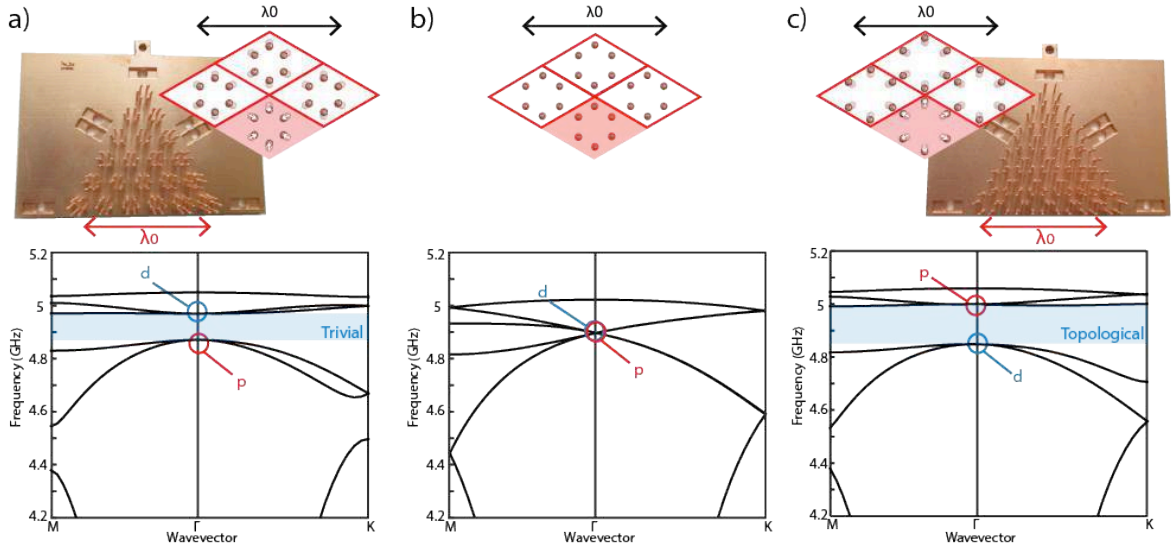 a)
λ0
λ0
b)
λ0
c)
λ0
λ0
5.2
5
4.8
4.6
4.4
4.2
Frequency (GHz)
d
Trivial
p
M
Γ
K
Wavevector
5.2
5
4.8
4.6
4.4
4.2
Frequency (GHz)
d
p
M
Γ
K
Wavevector
5.2
5
4.8
4.6
4.4
4.2
Frequency (GHz)
p
Topological
d
M
Γ
K
Wavevector